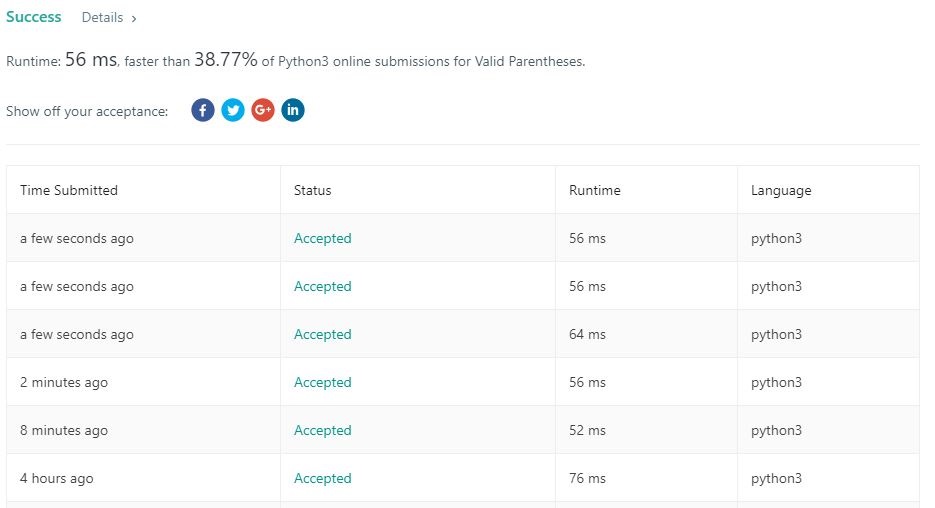 Success Details >
Runtime: 56 ms, faster than 38.77% of Python3 online submissions for Valid Parentheses.
Show off your acceptance: f G+ in
Time Submitted Status Runtime Language
a few seconds ago Accepted 56 ms python3
a few seconds ago Accepted 56 ms python3
a few seconds ago Accepted 64 ms python3
2 minutes ago Accepted 56 ms python3
8 minutes ago Accepted 52 ms python3
4 hours ago Accepted 76 ms python3